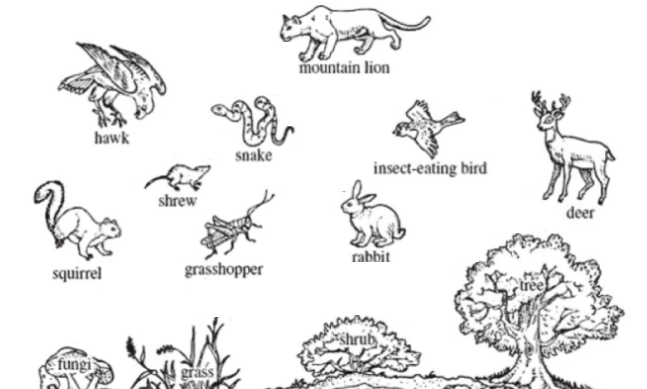 mountain lion
hawk
snake
insect-eating bird
shrew
deer
rabbit
squirrel
grasshopper
tree
shrub
fungi
grass